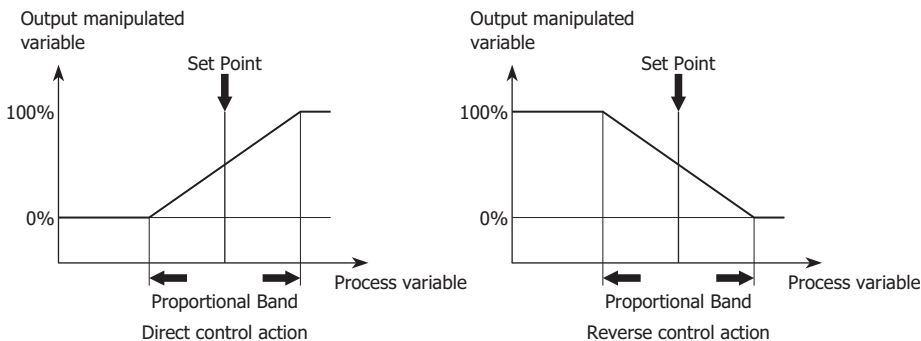 Output manipulated
variable
Set Point
100%
0%
Process variable
Proportional Band
Direct control action
Output manipulated
variable
Set Point
100%
0%
Process variable
Proportional Band
Reverse control action